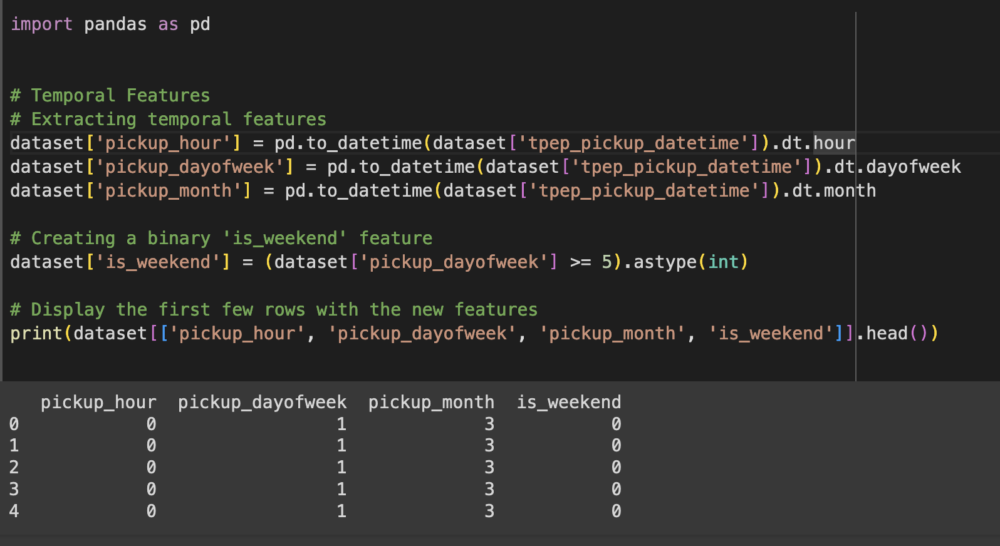 import pandas as pd
# Temporal Features
# Extracting temporal features
dataset['pickup_hour'] = pd.to_datetime(dataset['tpep_pickup_datetime']).dt.hour
dataset['pickup_dayofweek'] = pd.to_datetime(dataset['tpep_pickup_datetime']).dt.dayofweek
dataset['pickup_month'] = pd.to_datetime(dataset['tpep_pickup_datetime']).dt.month
# Creating a binary 'is_weekend' feature
dataset['is_weekend'] = (dataset['pickup_dayofweek'] >= 5).astype(int)
# Display the first few rows with the new features
print(dataset[['pickup_hour', 'pickup_dayofweek', 'pickup_month', 'is_weekend']].head())
pickup_hour pickup_dayofweek pickup_month is_weekend
0 0 1 3 0
1 0 1 3 0
2 0 1 3 0
3 0 1 3 0
4 0 1 3 0